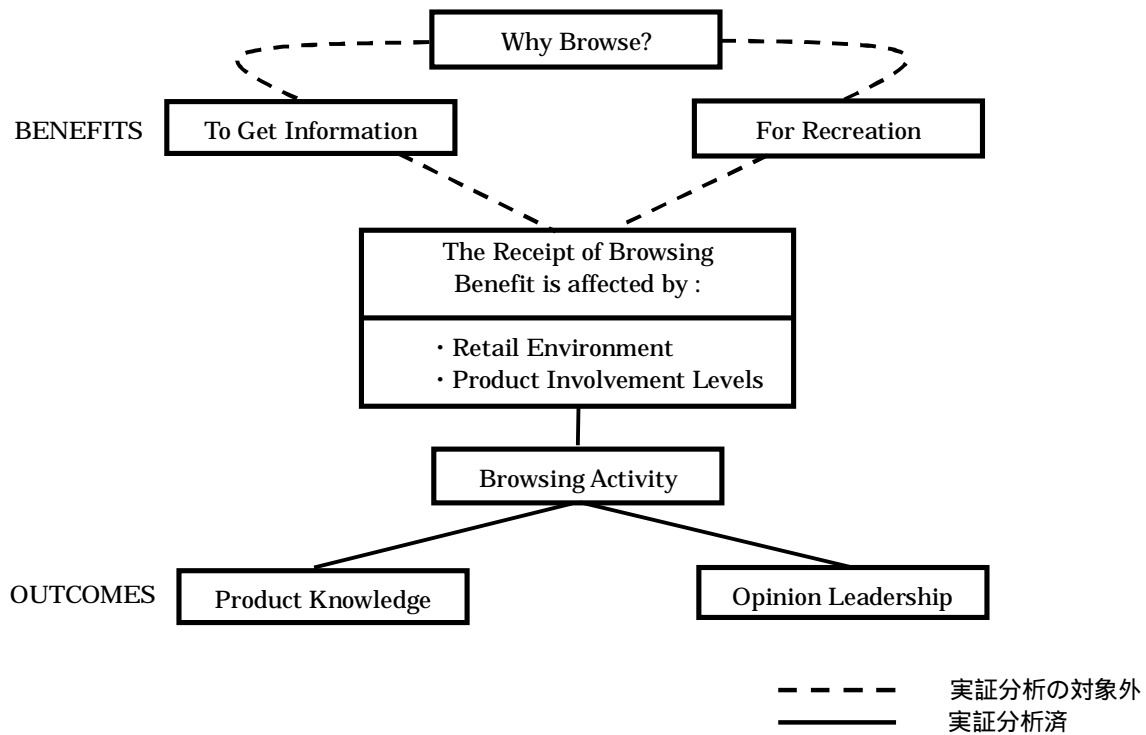 Why Browse?
BENEFITS
To Get Information
For Recreation
The Receipt of Browsing
Benefit is affected by :
・Retail Environment
・Product Involvement Levels
Browsing Activity
OUTCOMES
Product Knowledge
Opinion Leadership
実証分析の対象外
実証分析済